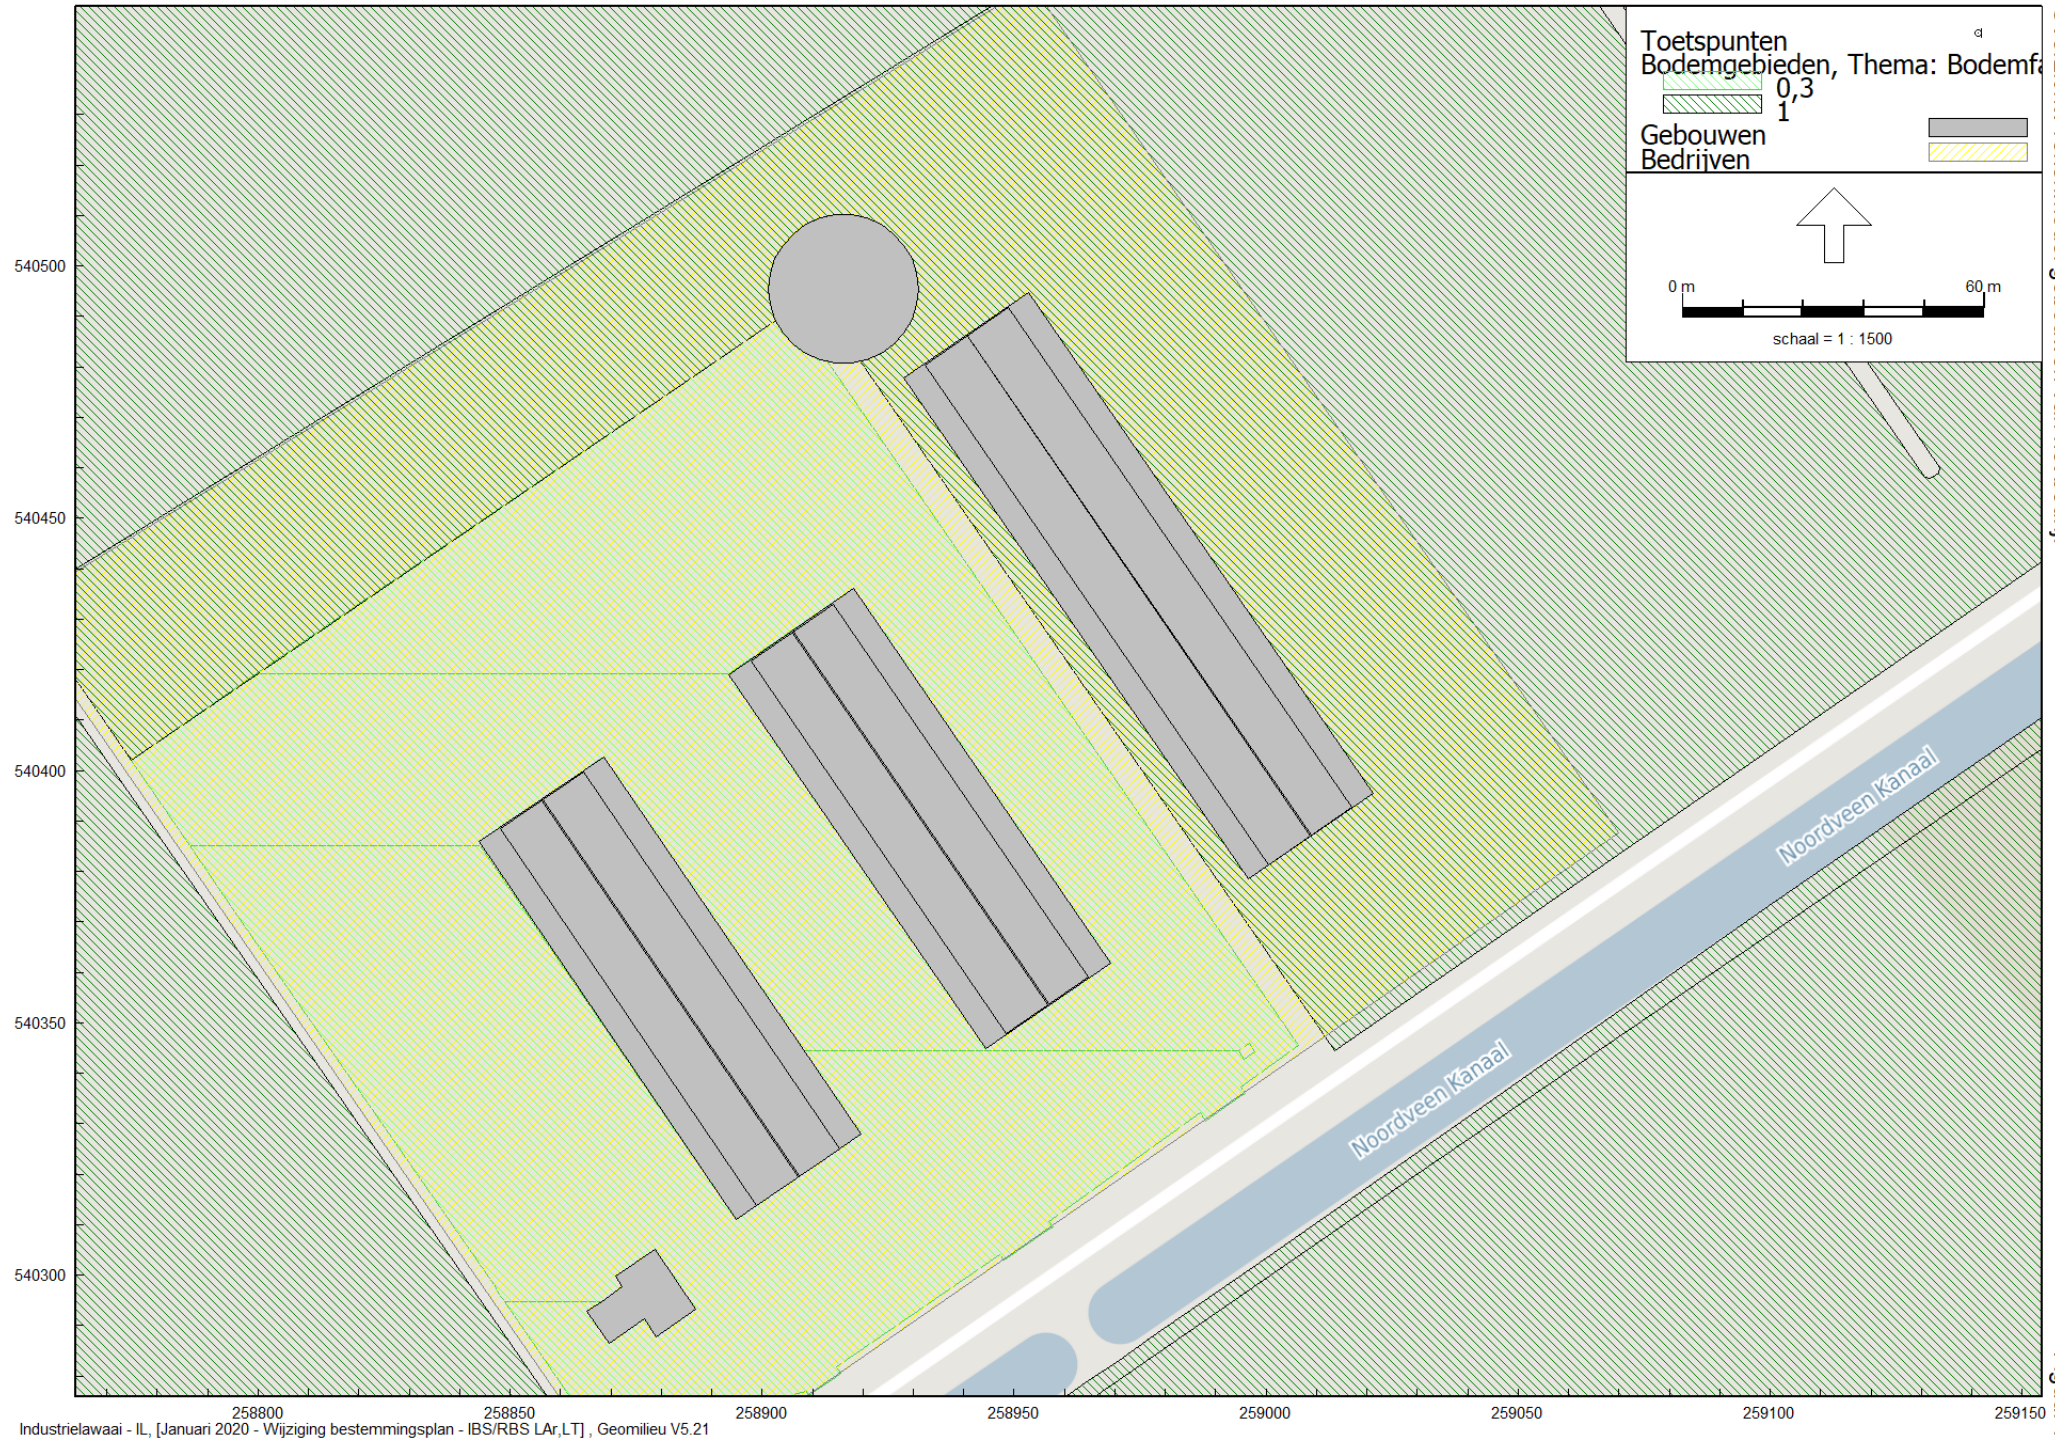 Toetspunten
Bodemgebieden, Thema: Bodemfa
0,3
1
Gebouwen
Bedrijven
0 m 60 m
schaal = 1 : 1500
540500
540450
540400
540350
540300
Noordveen Kanaal
Noordveen Kanaal
258800 258850 258900 258950 259000 259050 259100 259150
Industrielawaai - IL, [Januari 2020 - Wijziging bestemmingsplan - IBS/RBS LAr,LT] , Geomilieu V5.21